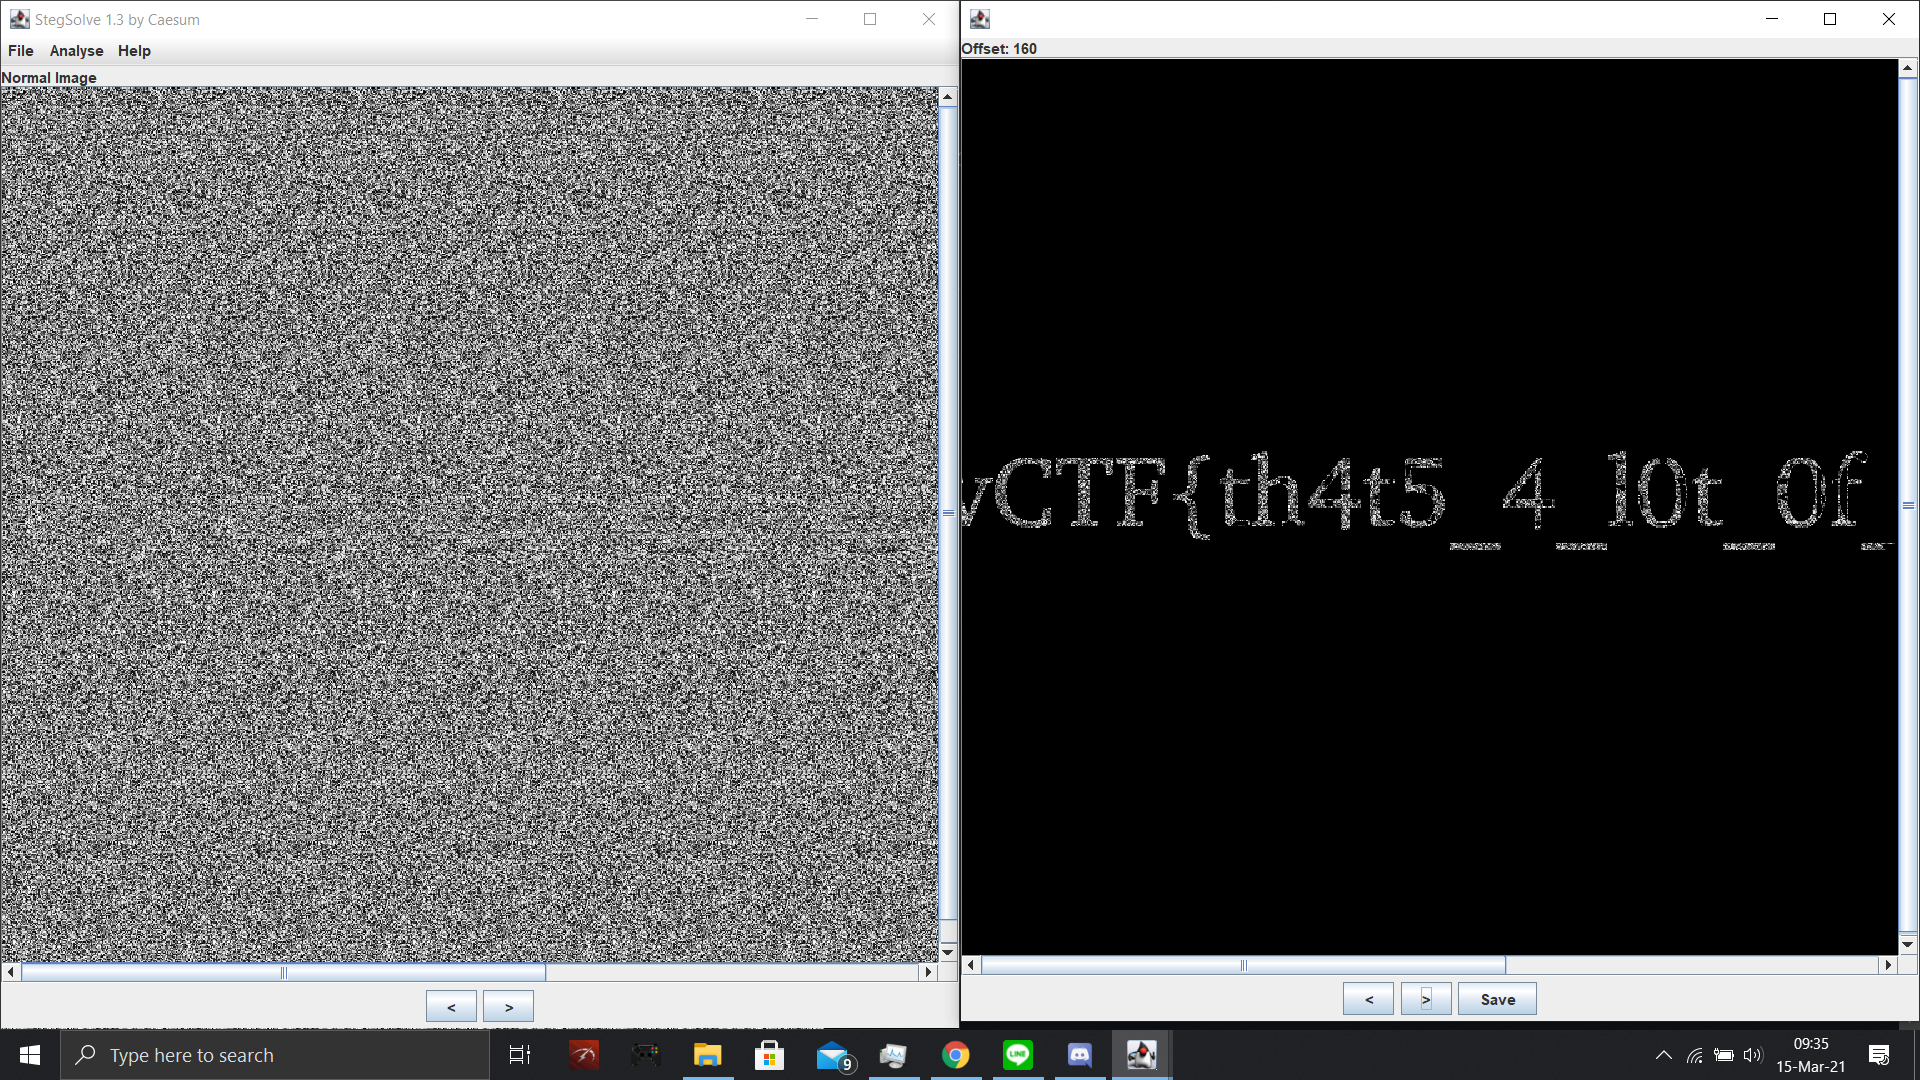 StegSolve 1.3 by Caesum
File Analyse Help
Normal Image
< >
Offset: 160
vCTF{th4t5_4_l0t_0f_
< > Save
Type here to search
9
LINE
09:35
15-Mar-21